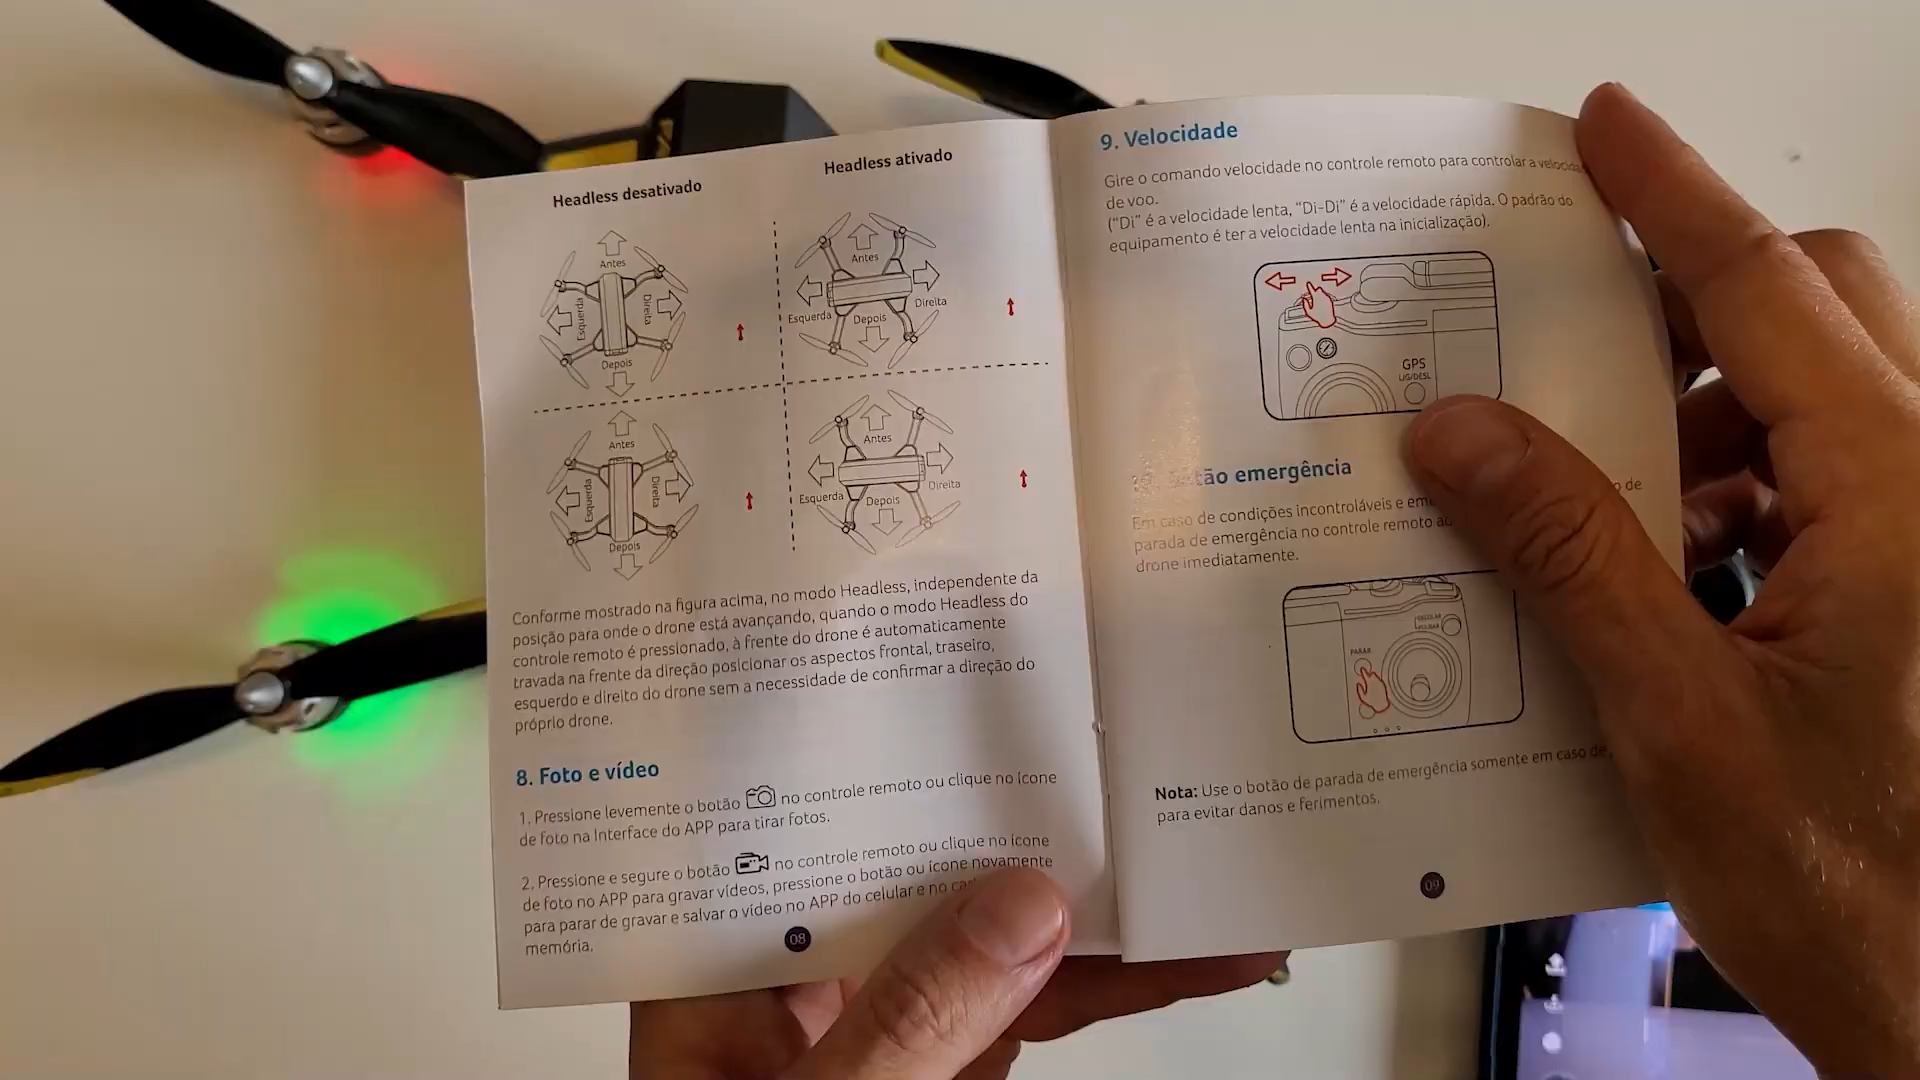 Headless desativado
Headless ativado
Antes
Esquerda
Direita
Depois
Antes
Esquerda
Direita
Depois
Antes
Esquerda
Direita
Depois
Antes
Esquerda
Direita
Depois
Conforme mostrado na figura acima, no modo Headless, independente da
posição para onde o drone está avançando, quando o modo Headless do
controle remoto é pressionado, à frente do drone é automaticamente
travada na frente da direção posicionar os aspectos frontal, traseiro,
esquerdo e direito do drone sem a necessidade de confirmar a direção do
próprio drone.
8. Foto e vídeo
1. Pressione levemente o botão no controle remoto ou clique no ícone
de foto na Interface do APP para tirar fotos.
2. Pressione e segure o botão no controle remoto ou clique no ícone
de foto no APP para gravar vídeos, pressione o botão ou ícone novamente
para parar de gravar e salvar o vídeo no APP do celular e no
memória.
08
9. Velocidade
Gire o comando velocidade no controle remoto para controlar a
de voo.
("Di" é a velocidade lenta, "Di-Di" é a velocidade rápida. O padrão do
equipamento é ter a velocidade lenta na inicialização).
GPS
LIG/DESL
emergência
Em caso de condições incontroláveis e
de
parada de emergência no controle remoto
drone imediatamente.
PARAR
Nota: Use o botão de parada de emergência somente em caso de
para evitar danos e ferimentos.
09